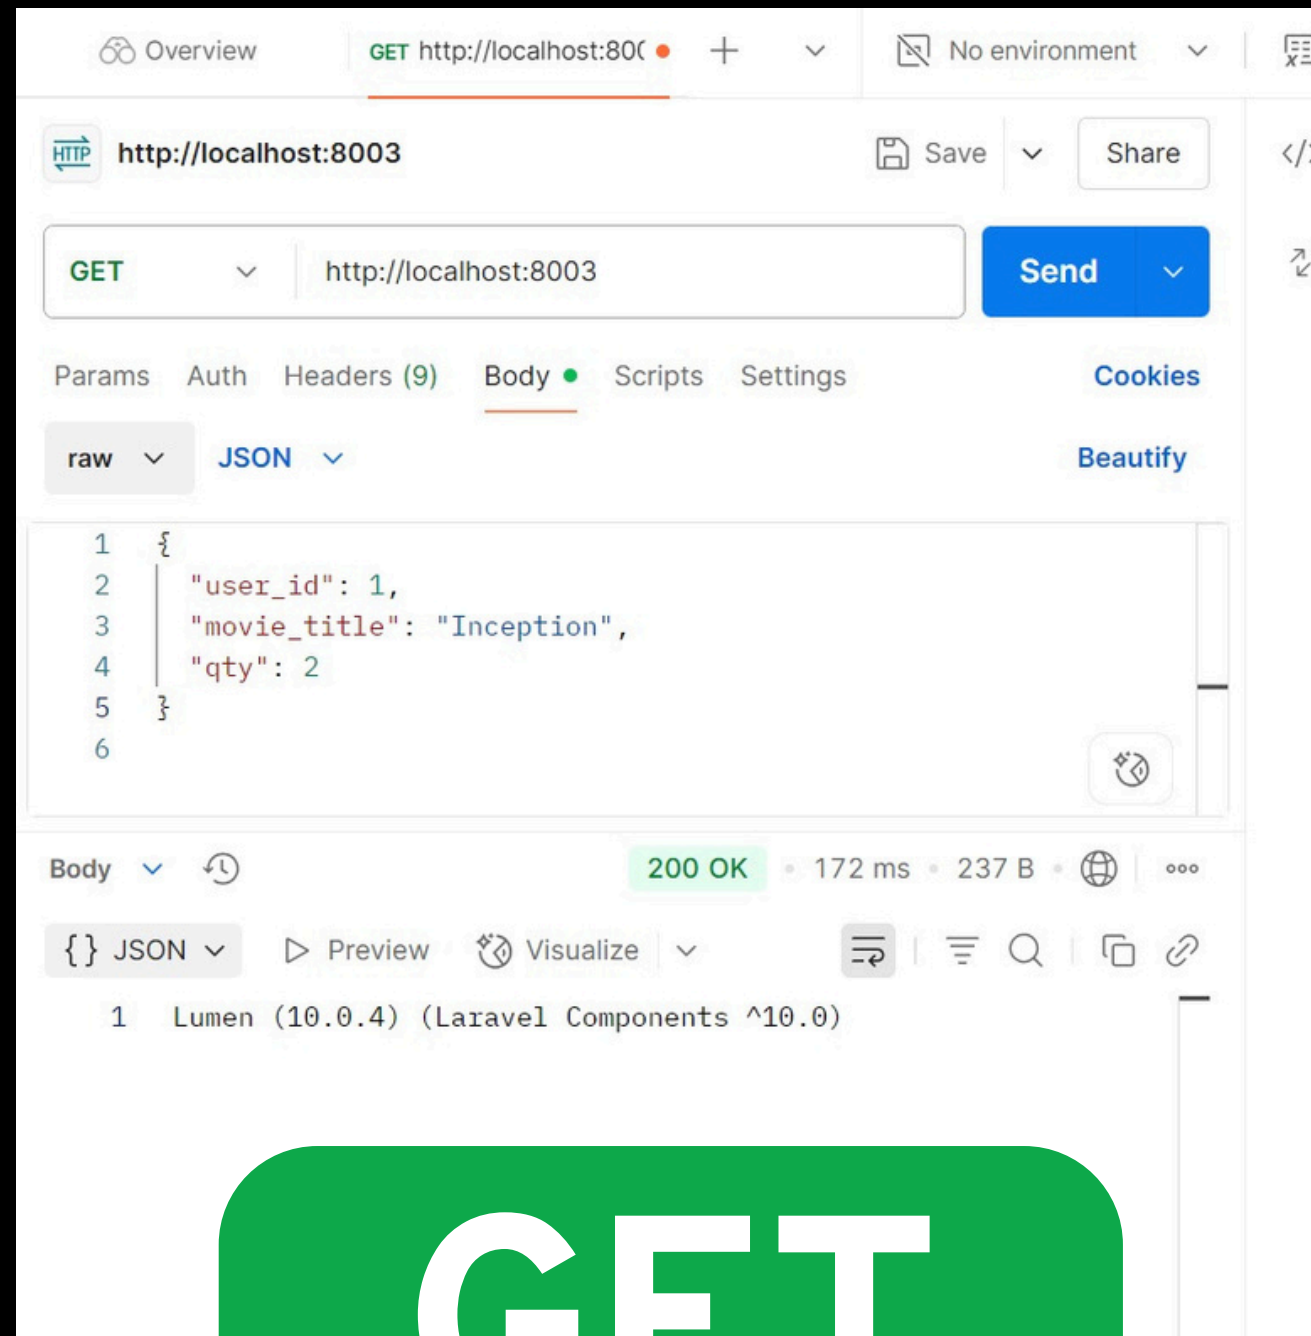 Overview GET http://localhost:800 No environment
HTTP http://localhost:8003 Save Share
GET http://localhost:8003 Send
Params Auth Headers (9) Body Scripts Settings Cookies
raw JSON Beautify
1 {
2 "user_id": 1,
3 "movie_title": "Inception",
4 "qty": 2
5 }
6
Body 200 OK 172 ms 237 B
{} JSON Preview Visualize
1 Lumen (10.0.4) (Laravel Components ^10.0)
GET